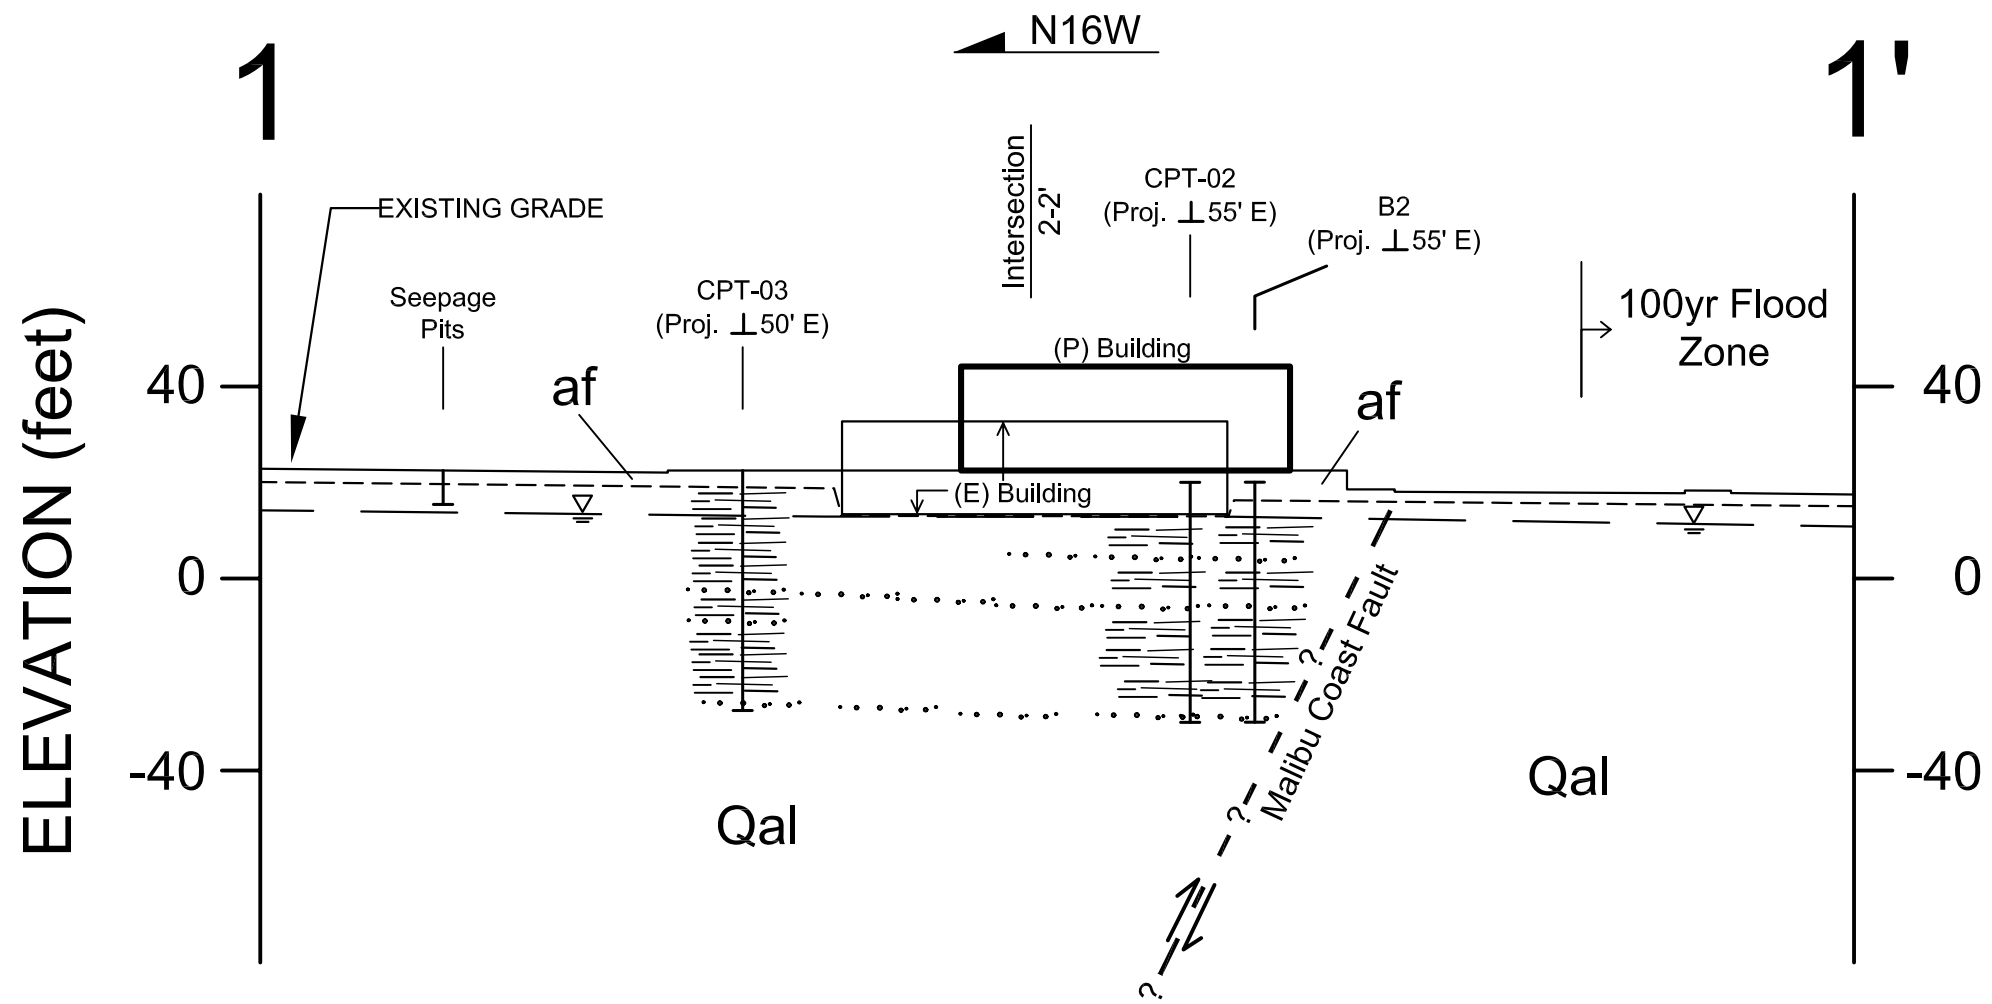 N16W
1
1'
Intersection
2-2'
CPT-02
(Proj. ⊥55' E)
B2
(Proj. ⊥55' E)
EXISTING GRADE
Seepage
Pits
CPT-03
(Proj. ⊥50' E)
100yr Flood
Zone
(P) Building
ELEVATION (feet)
40
af
af
40
(E) Building
0
0
?
Malibu Coast Fault
-40
-40
Qal
Qal
?
?